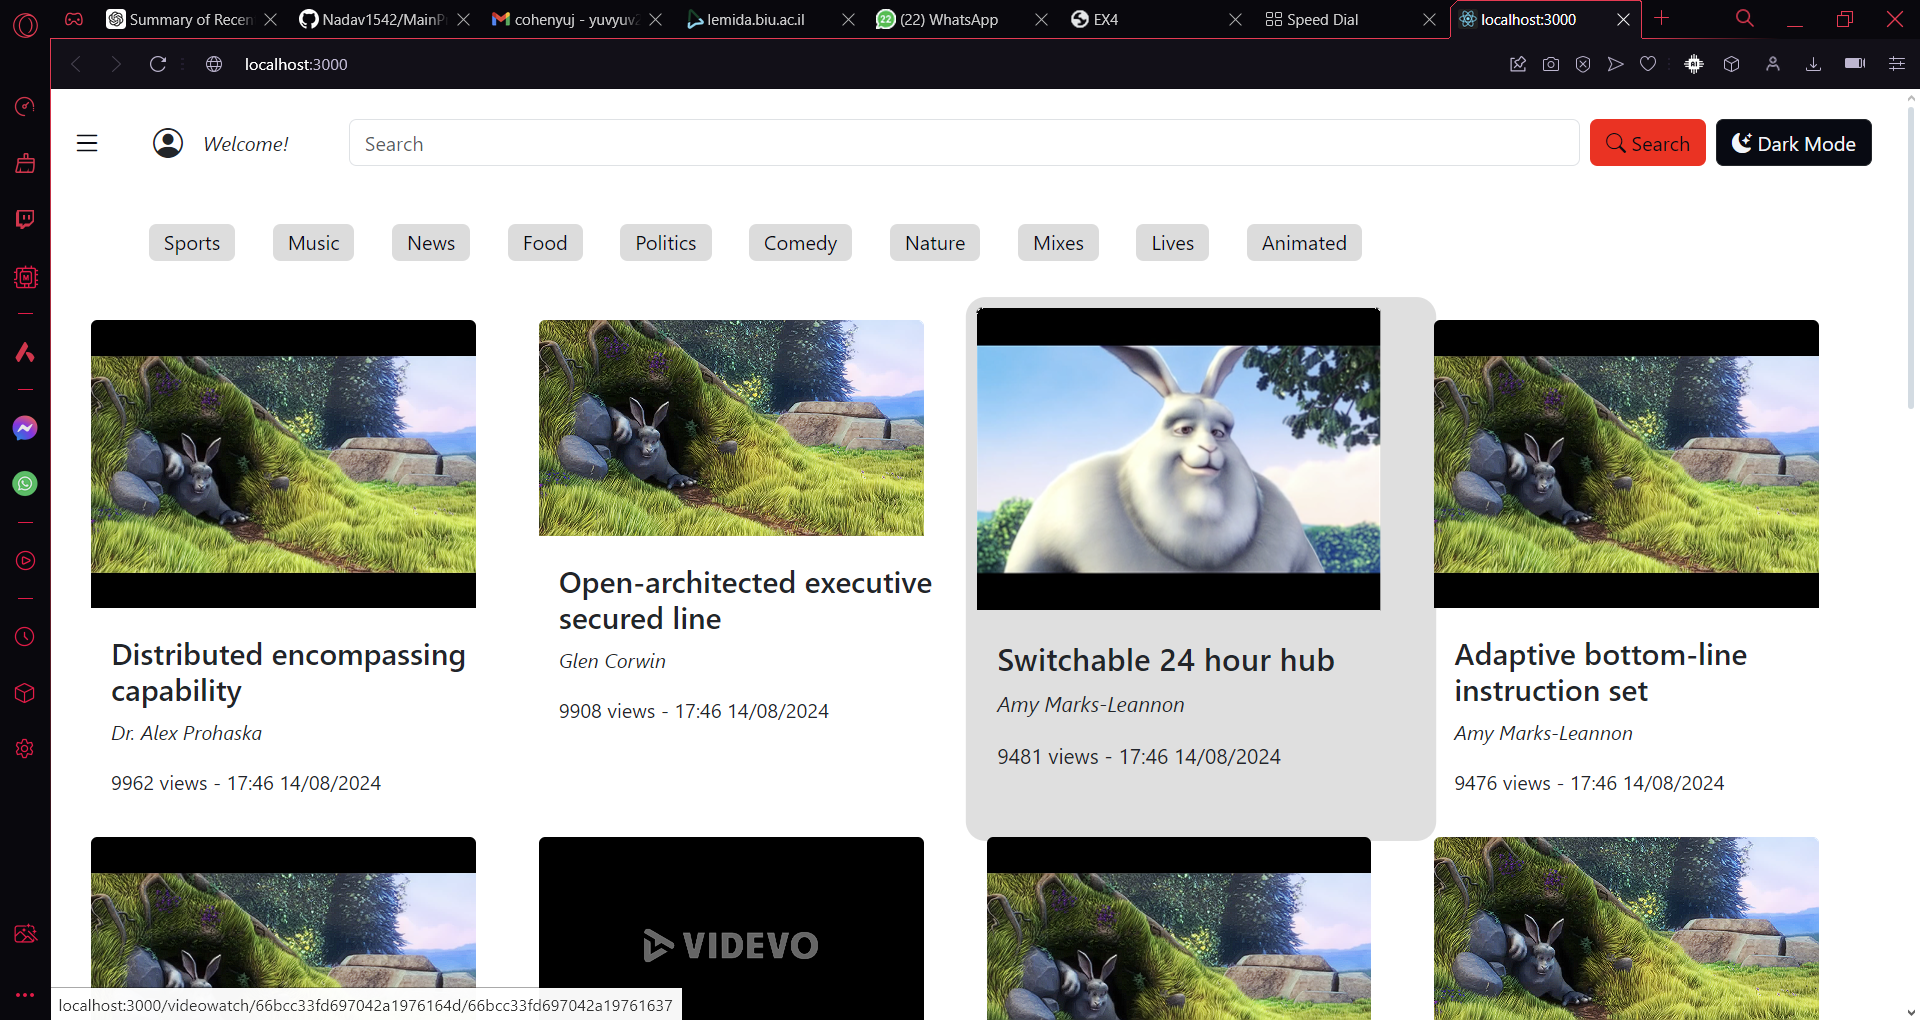 Summary of Recen
Nadav1542/MainP
cohenyuj - yuvyuv2
lemida.biu.ac.il
22
(22) WhatsApp
EX4
Speed Dial
localhost:3000
localhost:3000
Welcome!
Search
Search
Dark Mode
Sports
Music
News
Food
Politics
Comedy
Nature
Mixes
Lives
Animated
Distributed encompassing
capability
Dr. Alex Prohaska
9962 views - 17:46 14/08/2024
Open-architected executive
secured line
Glen Corwin
9908 views - 17:46 14/08/2024
Switchable 24 hour hub
Amy Marks-Leannon
9481 views - 17:46 14/08/2024
Adaptive bottom-line
instruction set
Amy Marks-Leannon
9476 views - 17:46 14/08/2024
VIDEVO
localhost:3000/videowatch/66bcc33fd697042a1976164d/66bcc33fd697042a19761637